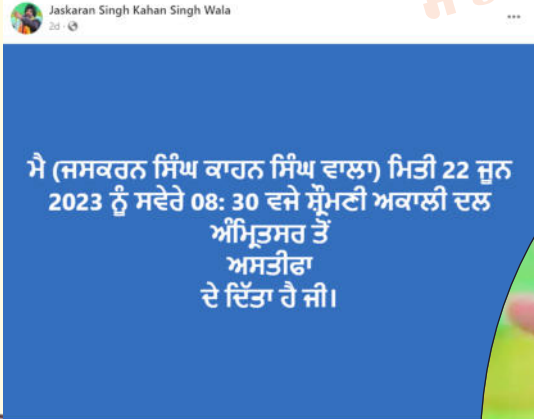 Jaskaran Singh Kahan Singh Wala
2d ·
ਮੈ (ਜਸਕਰਨ ਸਿੰਘ ਕਾਹਨ ਸਿੰਘ ਵਾਲਾ) ਮਿਤੀ 22 ਜੂਨ
2023 ਨੂੰ ਸਵੇਰੇ 08: 30 ਵਜੇ ਸ਼੍ਰੌਮਣੀ ਅਕਾਲੀ ਦਲ
ਅੰਮ੍ਰਿਤਸਰ ਤੋਂ
ਅਸਤੀਫਾ
ਦੇ ਦਿੱਤਾ ਹੈ ਜੀ।